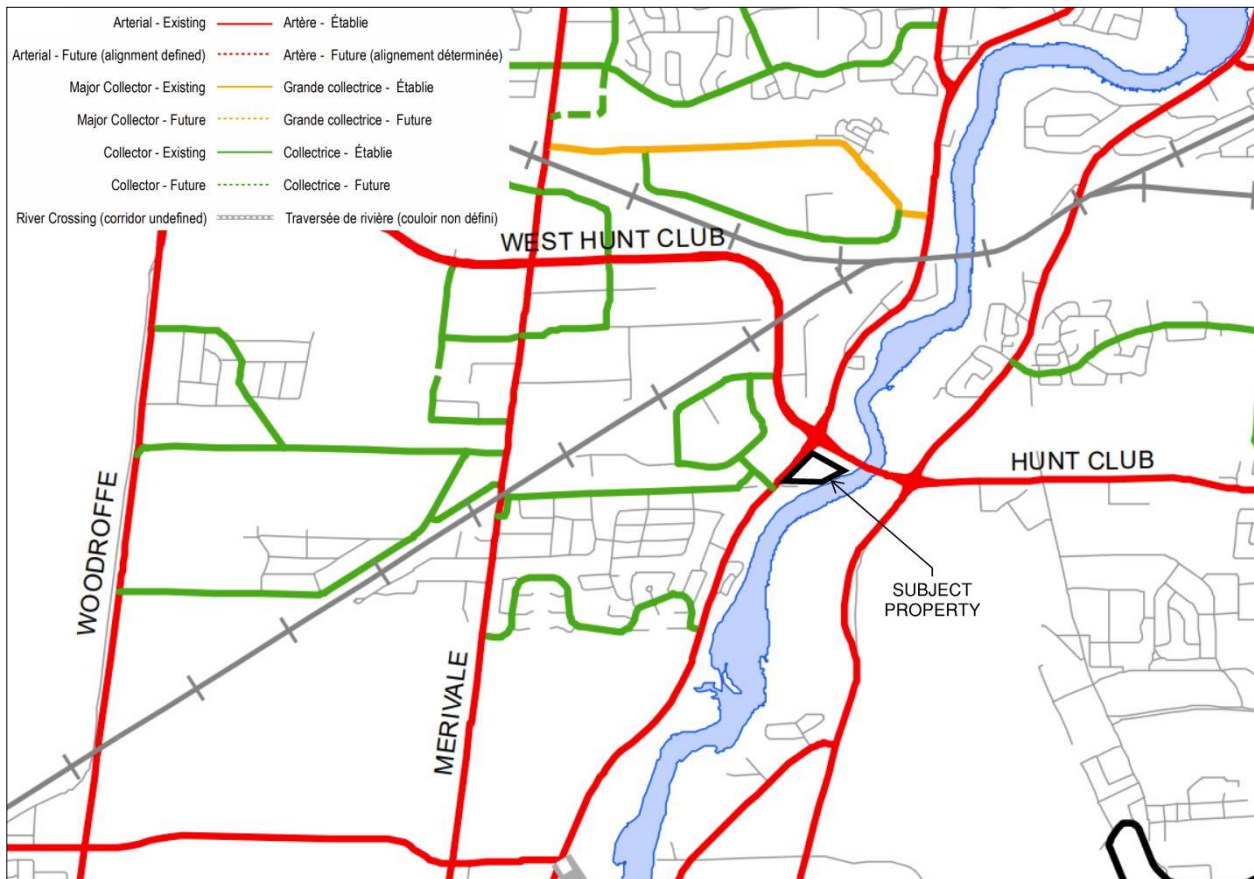 Arterial - Existing Artère - Établie
Arterial - Future (alignment defined) Artère - Future (alignement déterminée)
Major Collector - Existing Grande collectrice - Établie
Major Collector - Future Grande collectrice - Future
Collector - Existing Collectrice - Établie
Collector - Future Collectrice - Future
River Crossing (corridor undefined) Traversée de rivière (couloir non défini)
WEST HUNT CLUB
HUNT CLUB
WOODROFFE
MERIVALE
SUBJECT
PROPERTY